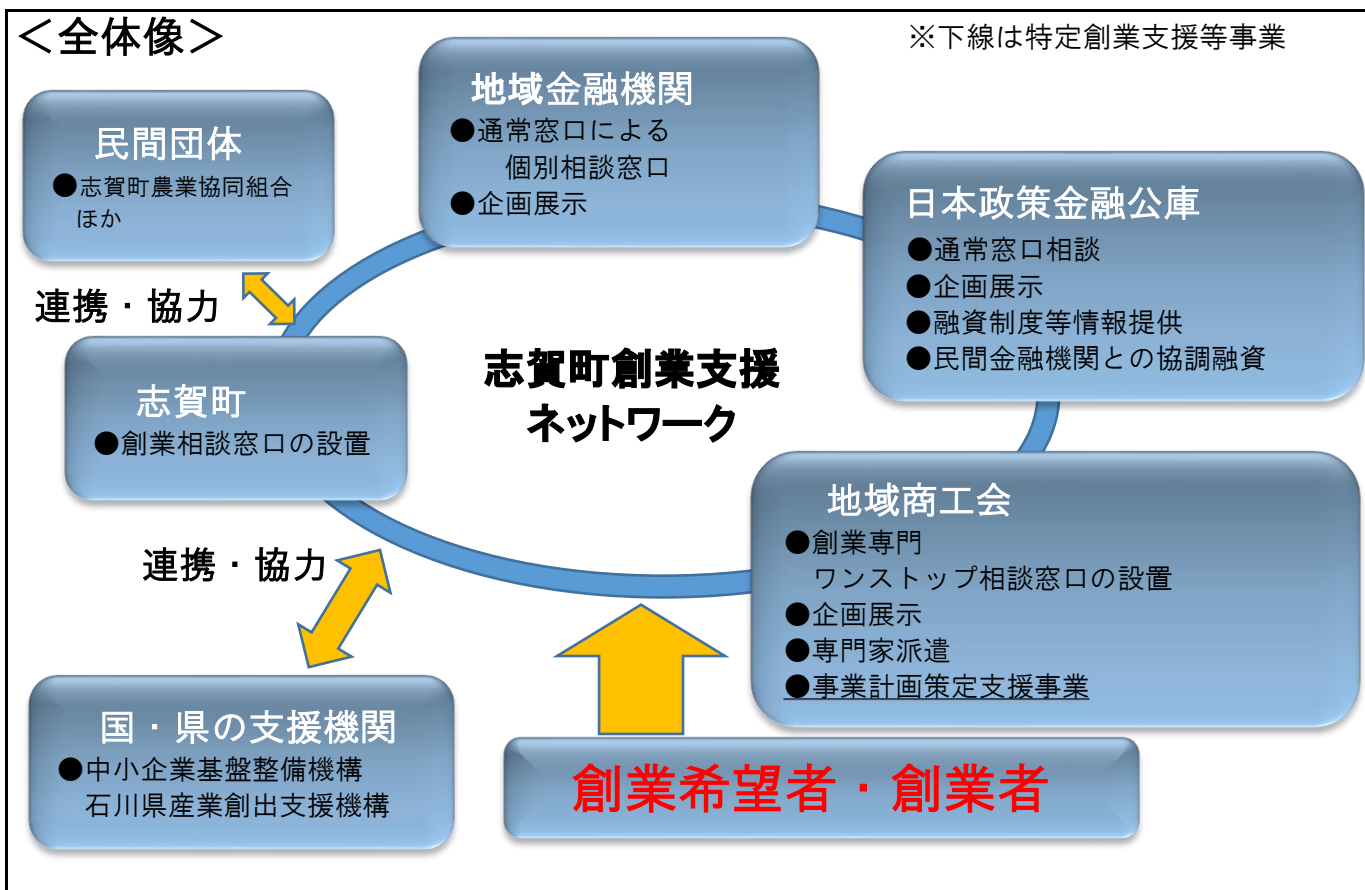 ＜全体像＞
※下線は特定創業支援等事業
民間団体
●志賀町農業協同組合
ほか
地域金融機関
●通常窓口による
個別相談窓口
●企画展示
日本政策金融公庫
●通常窓口相談
●企画展示
●融資制度等情報提供
●民間金融機関との協調融資
連携・協力
志賀町
●創業相談窓口の設置
志賀町創業支援
ネットワーク
地域商工会
●創業専門
ワンストップ相談窓口の設置
●企画展示
●専門家派遣
●事業計画策定支援事業
連携・協力
国・県の支援機関
●中小企業基盤整備機構
石川県産業創出支援機構
創業希望者・創業者